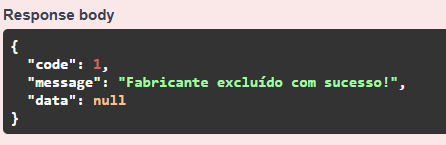 Response body
{
  "code": 1,
  "message": "Fabricante excluído com sucesso!",
  "data": null
}